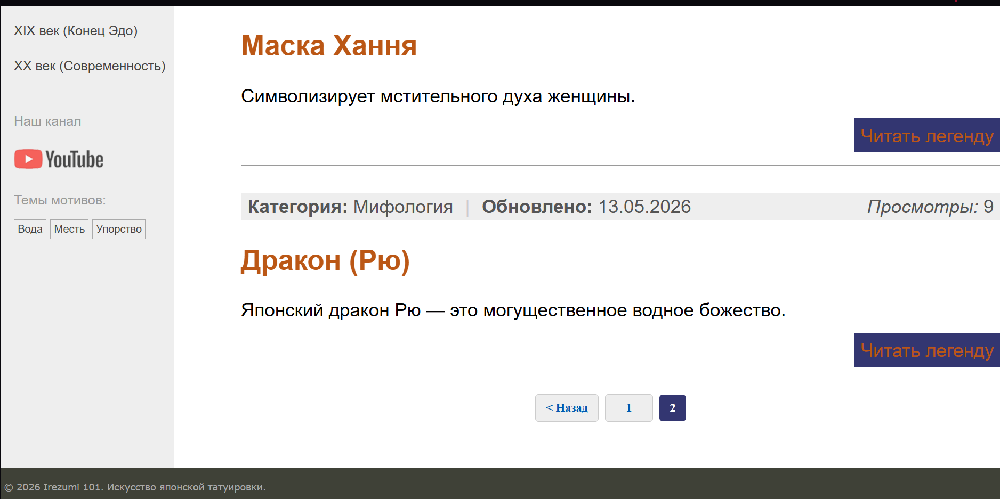 XIX век (Конец Эдо)
XX век (Современность)
Наш канал
YouTube
Темы мотивов:
Вода
Месть
Упорство
Маска Хання
Символизирует мстительного духа женщины.
Читать легенду
Категория: Мифология | Обновлено: 13.05.2026 Просмотры: 9
Дракон (Рю)
Японский дракон Рю — это могущественное водное божество.
Читать легенду
< Назад 1 2
© 2026 Irezumi 101. Искусство японской татуировки.